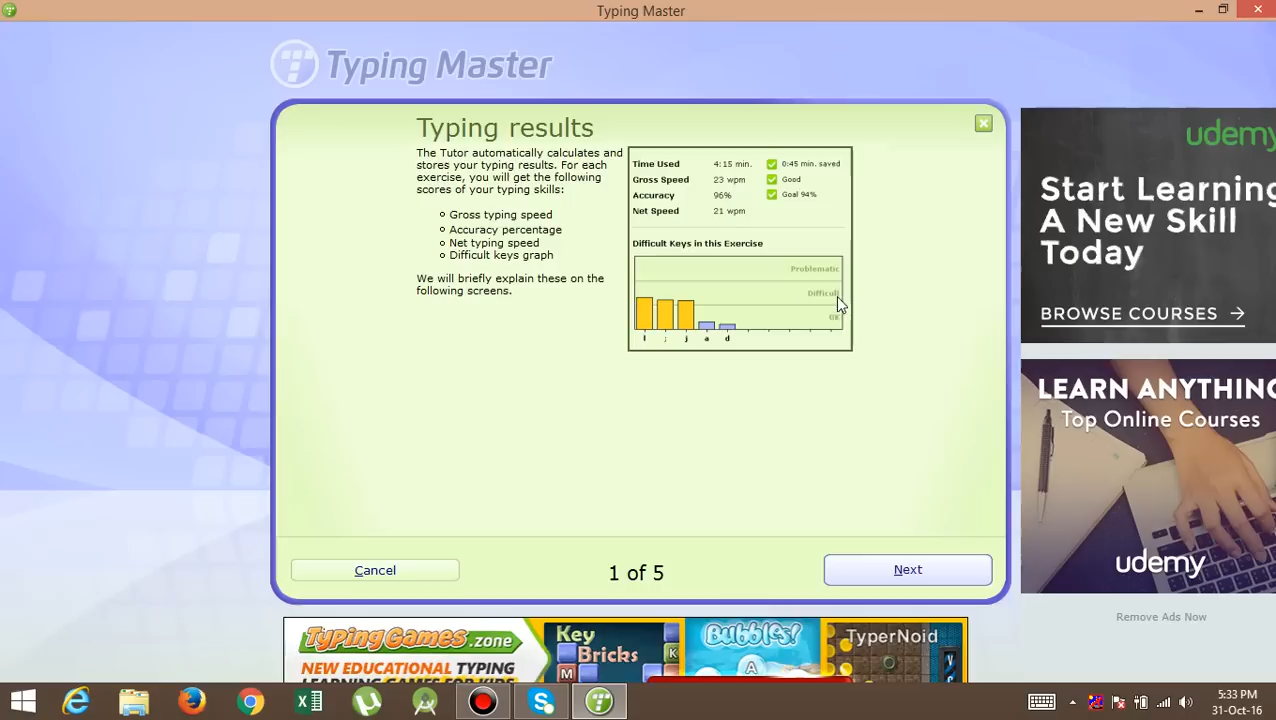 Typing Master
Typing Master
Typing results
The Tutor automatically calculates and
stores your typing results. For each
exercise, you will get the following
scores of your typing skills:
Gross typing speed
Accuracy percentage
Net typing speed
Difficult keys graph
We will briefly explain these on the
following screens.
Time Used 4:15 min. 0:45 min. saved
Gross Speed 23 wpm Good
Accuracy 96% Goal 94%
Net Speed 21 wpm
Difficult Keys in this Exercise
Problematic
Difficult
OK
l ; j a d
Cancel
1 of 5
Next
udemy
Start Learning
A New Skill
Today
BROWSE COURSES →
LEARN ANYTHING
Top Online Courses
udemy
Remove Ads Now
TypingGames.zone
NEW EDUCATIONAL TYPING
LEARNING GAMES FOR KIDS
Key
Bricks
K
M
Bubbles!
A
TyperNoid
5:33 PM
31-Oct-16